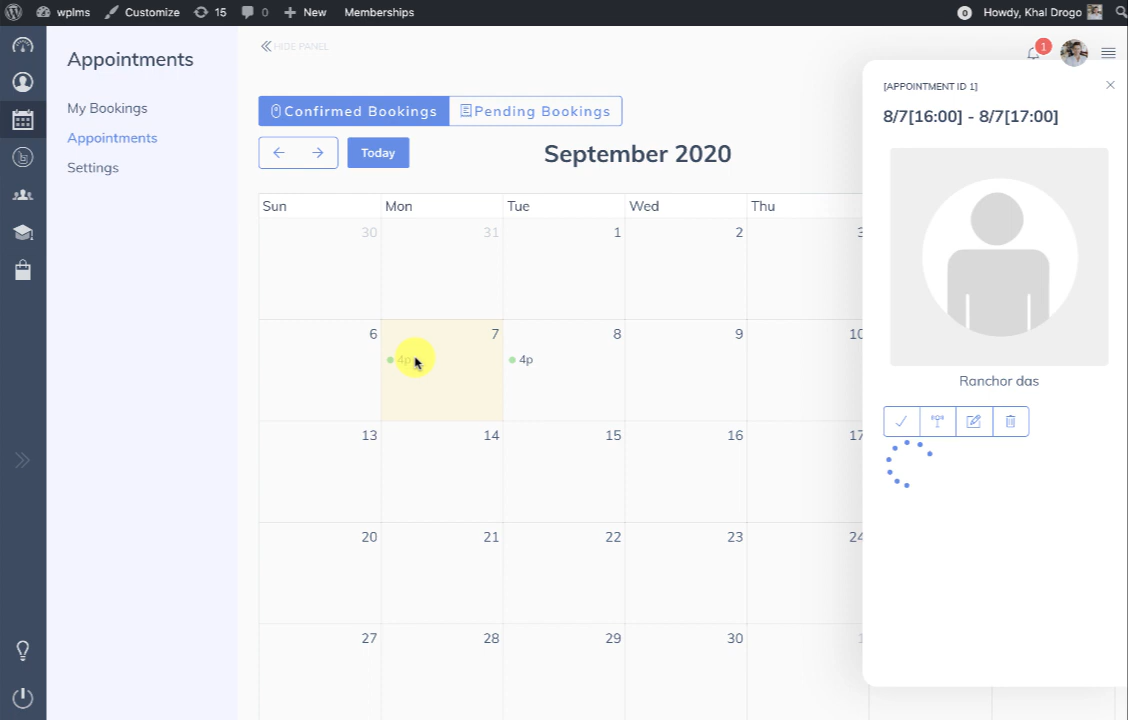 wplms Customize 15 0 New Memberships 0 Howdy, Khal Drogo
Appointments
My Bookings
Appointments
Settings
HIDE PANEL
1
Confirmed Bookings Pending Bookings
Today
September 2020
Sun Mon Tue Wed Thu
30 31 1 2 3
6 7 8 9 10
4p 4p
13 14 15 16 17
20 21 22 23 24
27 28 29 30 1
[APPOINTMENT ID 1]
8/7[16:00] - 8/7[17:00]
Ranchor das